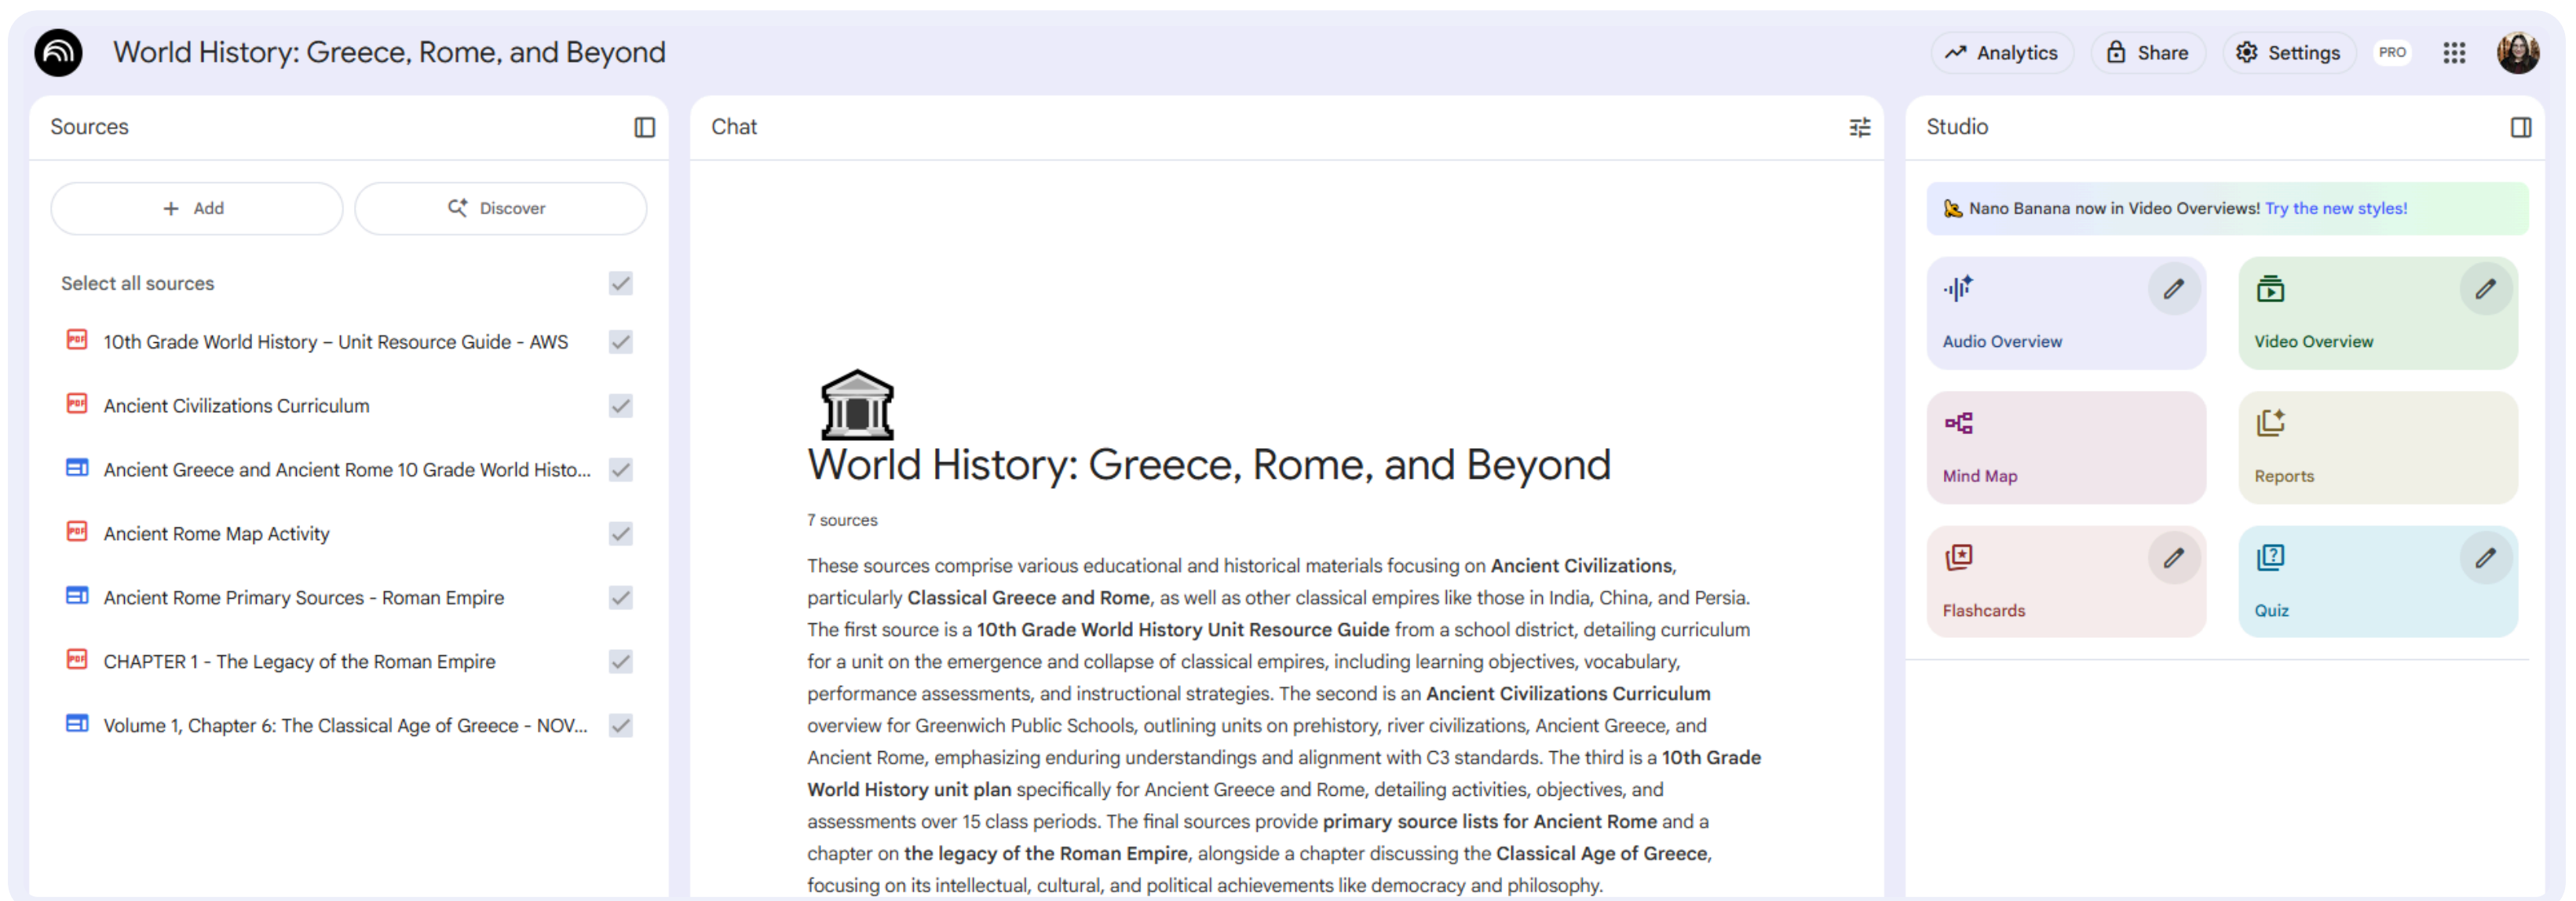 World History: Greece, Rome, and Beyond
Analytics
Share
Settings
PRO
Sources
Add
Discover
Select all sources
PDF 10th Grade World History – Unit Resource Guide - AWS
PDF Ancient Civilizations Curriculum
Ancient Greece and Ancient Rome 10 Grade World Histo...
PDF Ancient Rome Map Activity
Ancient Rome Primary Sources - Roman Empire
PDF CHAPTER 1 - The Legacy of the Roman Empire
Volume 1, Chapter 6: The Classical Age of Greece - NOV...
Chat
World History: Greece, Rome, and Beyond
7 sources
These sources comprise various educational and historical materials focusing on Ancient Civilizations,
particularly Classical Greece and Rome, as well as other classical empires like those in India, China, and Persia.
The first source is a 10th Grade World History Unit Resource Guide from a school district, detailing curriculum
for a unit on the emergence and collapse of classical empires, including learning objectives, vocabulary,
performance assessments, and instructional strategies. The second is an Ancient Civilizations Curriculum
overview for Greenwich Public Schools, outlining units on prehistory, river civilizations, Ancient Greece, and
Ancient Rome, emphasizing enduring understandings and alignment with C3 standards. The third is a 10th Grade
World History unit plan specifically for Ancient Greece and Rome, detailing activities, objectives, and
assessments over 15 class periods. The final sources provide primary source lists for Ancient Rome and a
chapter on the legacy of the Roman Empire, alongside a chapter discussing the Classical Age of Greece,
focusing on its intellectual, cultural, and political achievements like democracy and philosophy.
Studio
Nano Banana now in Video Overviews! Try the new styles!
Audio Overview
Video Overview
Mind Map
Reports
Flashcards
Quiz